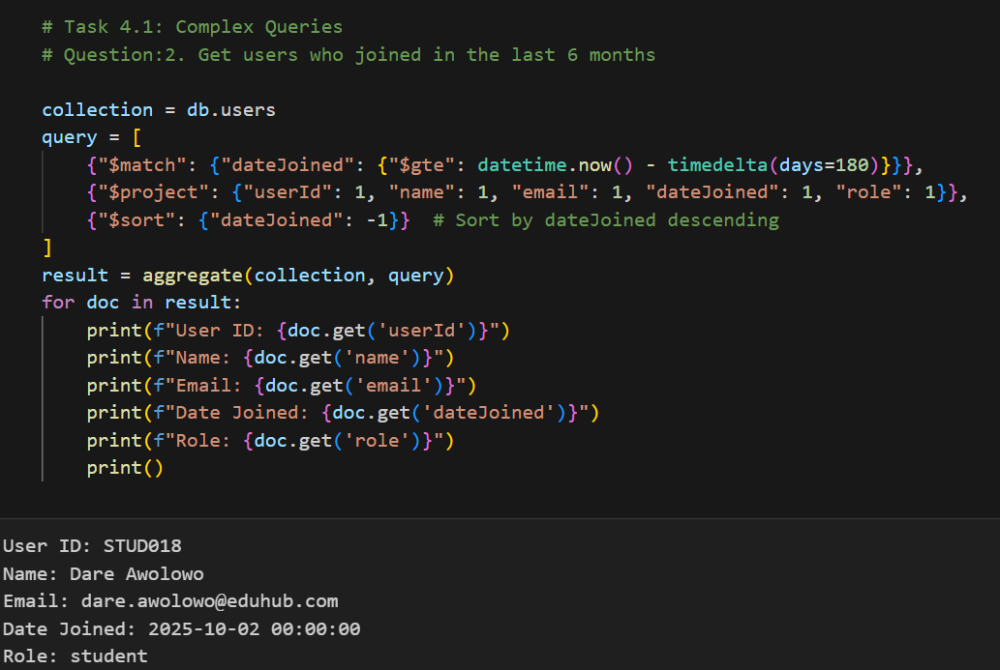 # Task 4.1: Complex Queries
# Question:2. Get users who joined in the last 6 months
collection = db.users
query = [
    {"$match": {"dateJoined": {"$gte": datetime.now() - timedelta(days=180)}}},
    {"$project": {"userId": 1, "name": 1, "email": 1, "dateJoined": 1, "role": 1}},
    {"$sort": {"dateJoined": -1}}  # Sort by dateJoined descending
]
result = aggregate(collection, query)
for doc in result:
    print(f"User ID: {doc.get('userId')}")
    print(f"Name: {doc.get('name')}")
    print(f"Email: {doc.get('email')}")
    print(f"Date Joined: {doc.get('dateJoined')}")
    print(f"Role: {doc.get('role')}")
    print()
User ID: STUD018
Name: Dare Awolowo
Email: dare.awolowo@eduhub.com
Date Joined: 2025-10-02 00:00:00
Role: student